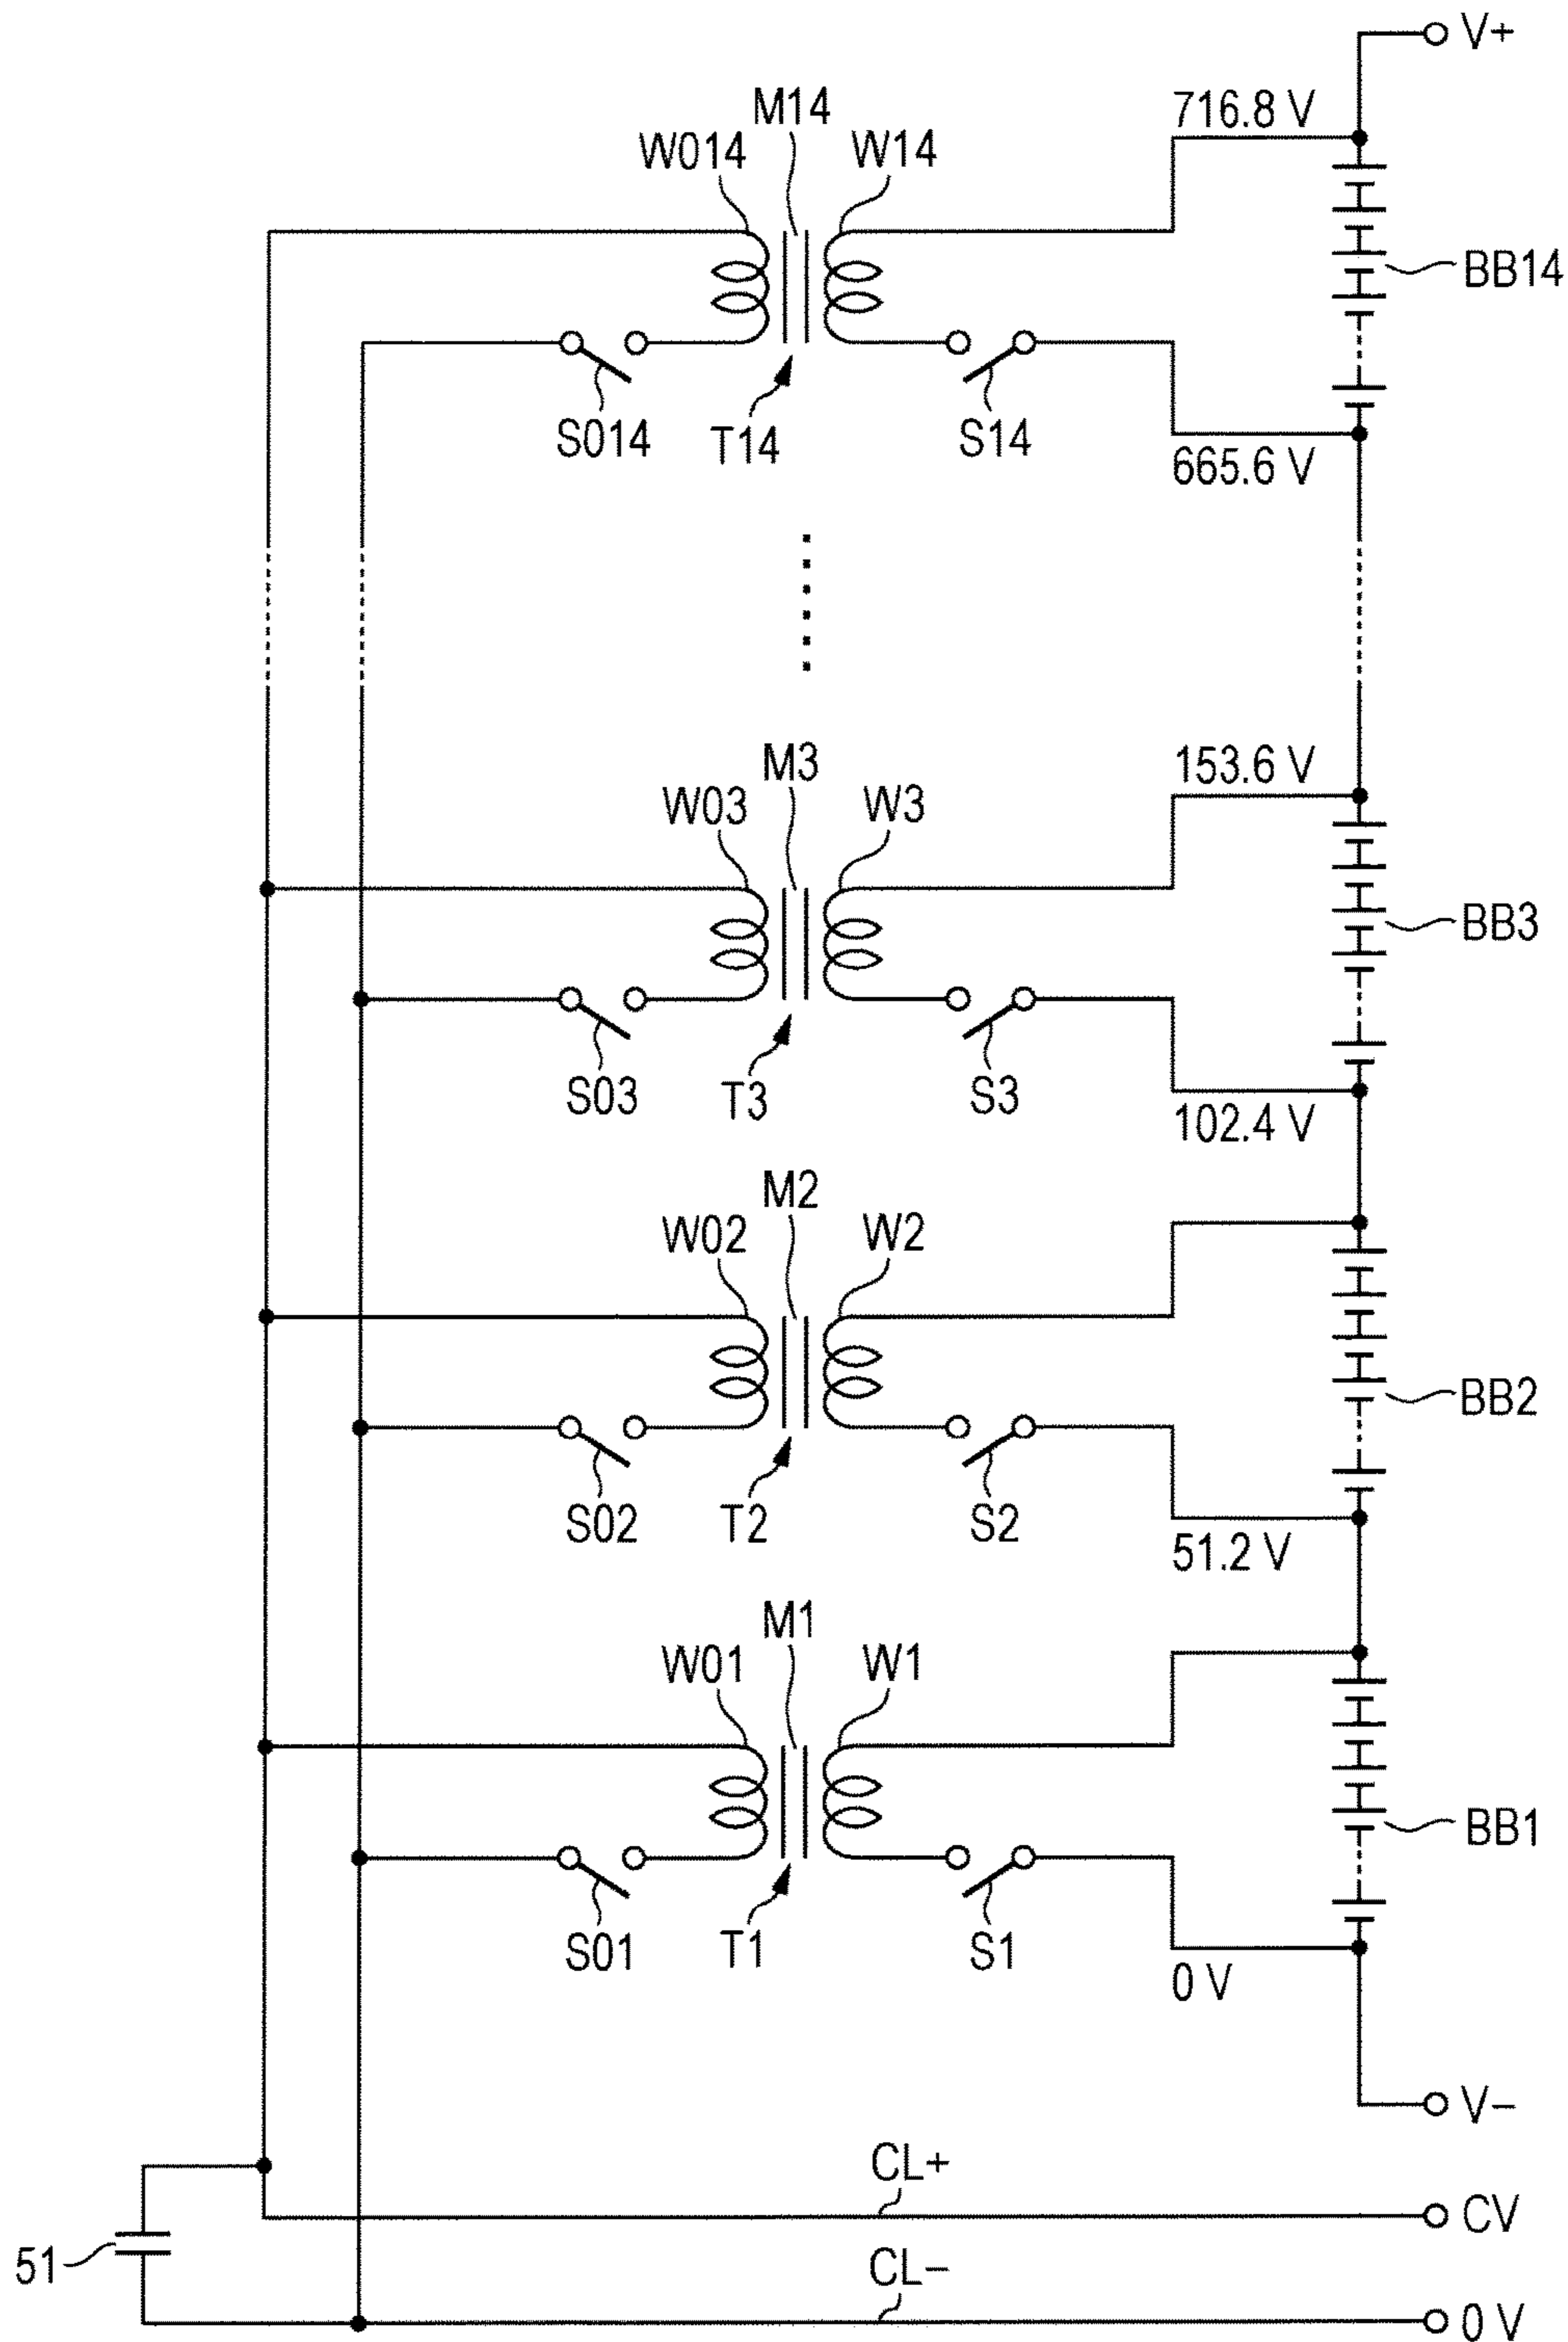 V+
716.8 V
M14
W014
W14
BB14
S014
T14
S14
665.6 V
153.6 V
M3
W03
W3
BB3
S03
T3
S3
102.4 V
M2
W02
W2
BB2
S02
T2
S2
51.2 V
M1
W01
W1
BB1
S01
T1
S1
0 V
V−
CL+
CV
51
CL−
0 V